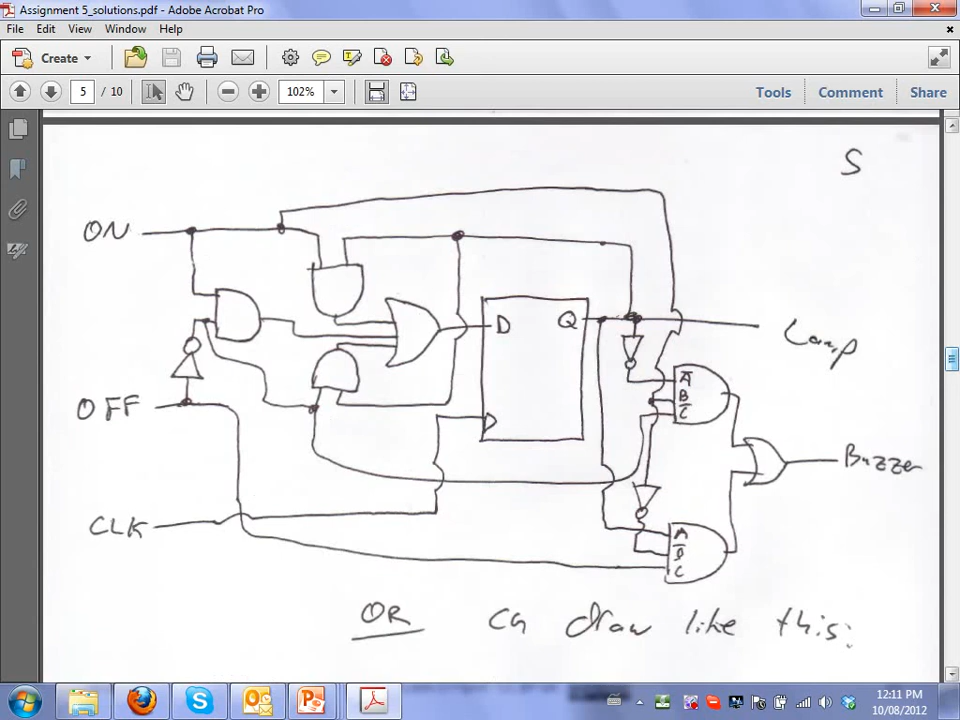 Assignment 5_solutions.pdf - Adobe Acrobat Pro
File Edit View Window Help
Create
5 / 10 102% Tools Comment Share
S
ON
D Q
Lamp
OFF
A̅
B
C̅
Buzzer
CLK
A
B̅
C
OR can draw like this:
12:11 PM
10/08/2012